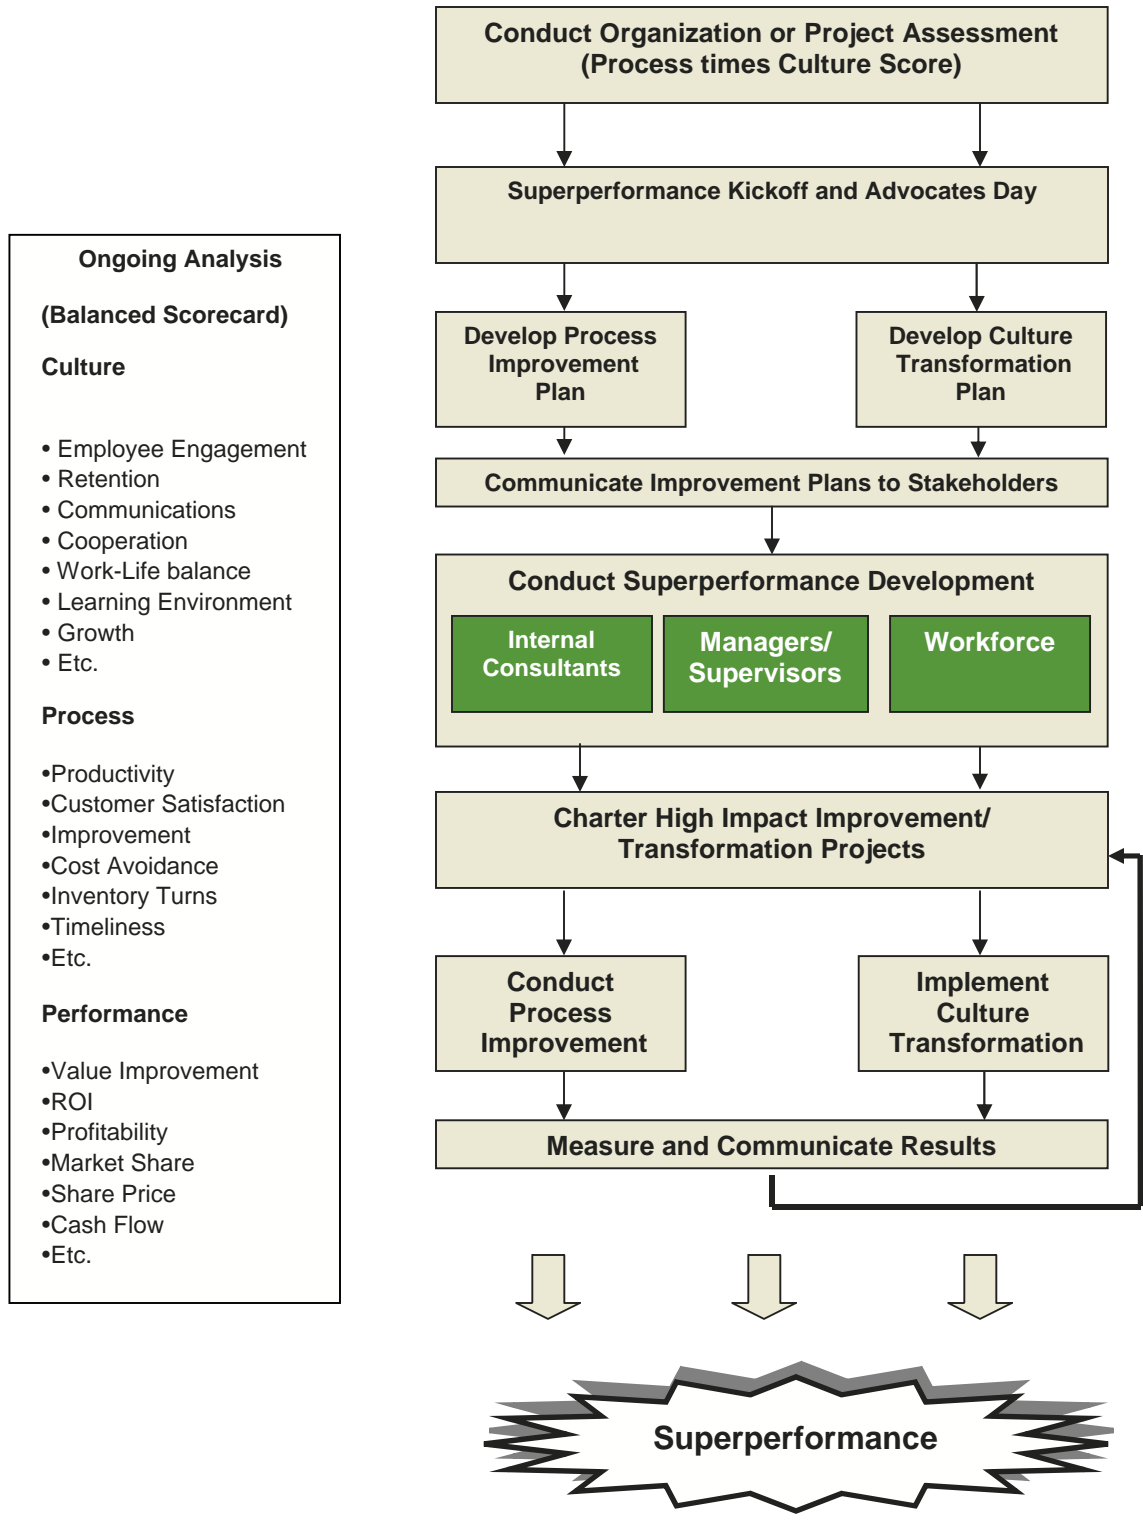 Conduct Organization or Project Assessment
(Process times Culture Score)
Superperformance Kickoff and Advocates Day
Ongoing Analysis
(Balanced Scorecard)
Culture
• Employee Engagement
• Retention
• Communications
• Cooperation
• Work-Life balance
• Learning Environment
• Growth
• Etc.
Process
•Productivity
•Customer Satisfaction
•Improvement
•Cost Avoidance
•Inventory Turns
•Timeliness
•Etc.
Performance
•Value Improvement
•ROI
•Profitability
•Market Share
•Share Price
•Cash Flow
•Etc.
Develop Process
Improvement
Plan
Develop Culture
Transformation
Plan
Communicate Improvement Plans to Stakeholders
Conduct Superperformance Development
Internal
Consultants
Managers/
Supervisors
Workforce
Charter High Impact Improvement/
Transformation Projects
Conduct
Process
Improvement
Implement
Culture
Transformation
Measure and Communicate Results
Superperformance